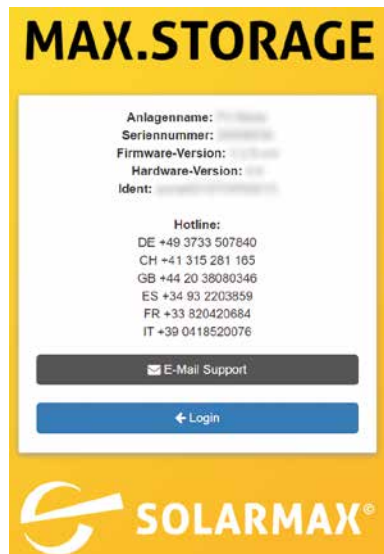 MAX.STORAGE
Anlagenname:
Seriennummer:
Firmware-Version:
Hardware-Version:
Ident:
Hotline:
DE +49 3733 507840
CH +41 315 281 165
GB +44 20 38080346
ES +34 93 2203859
FR +33 820420684
IT +39 0418520076
E-Mail Support
Login
SOLARMAX©